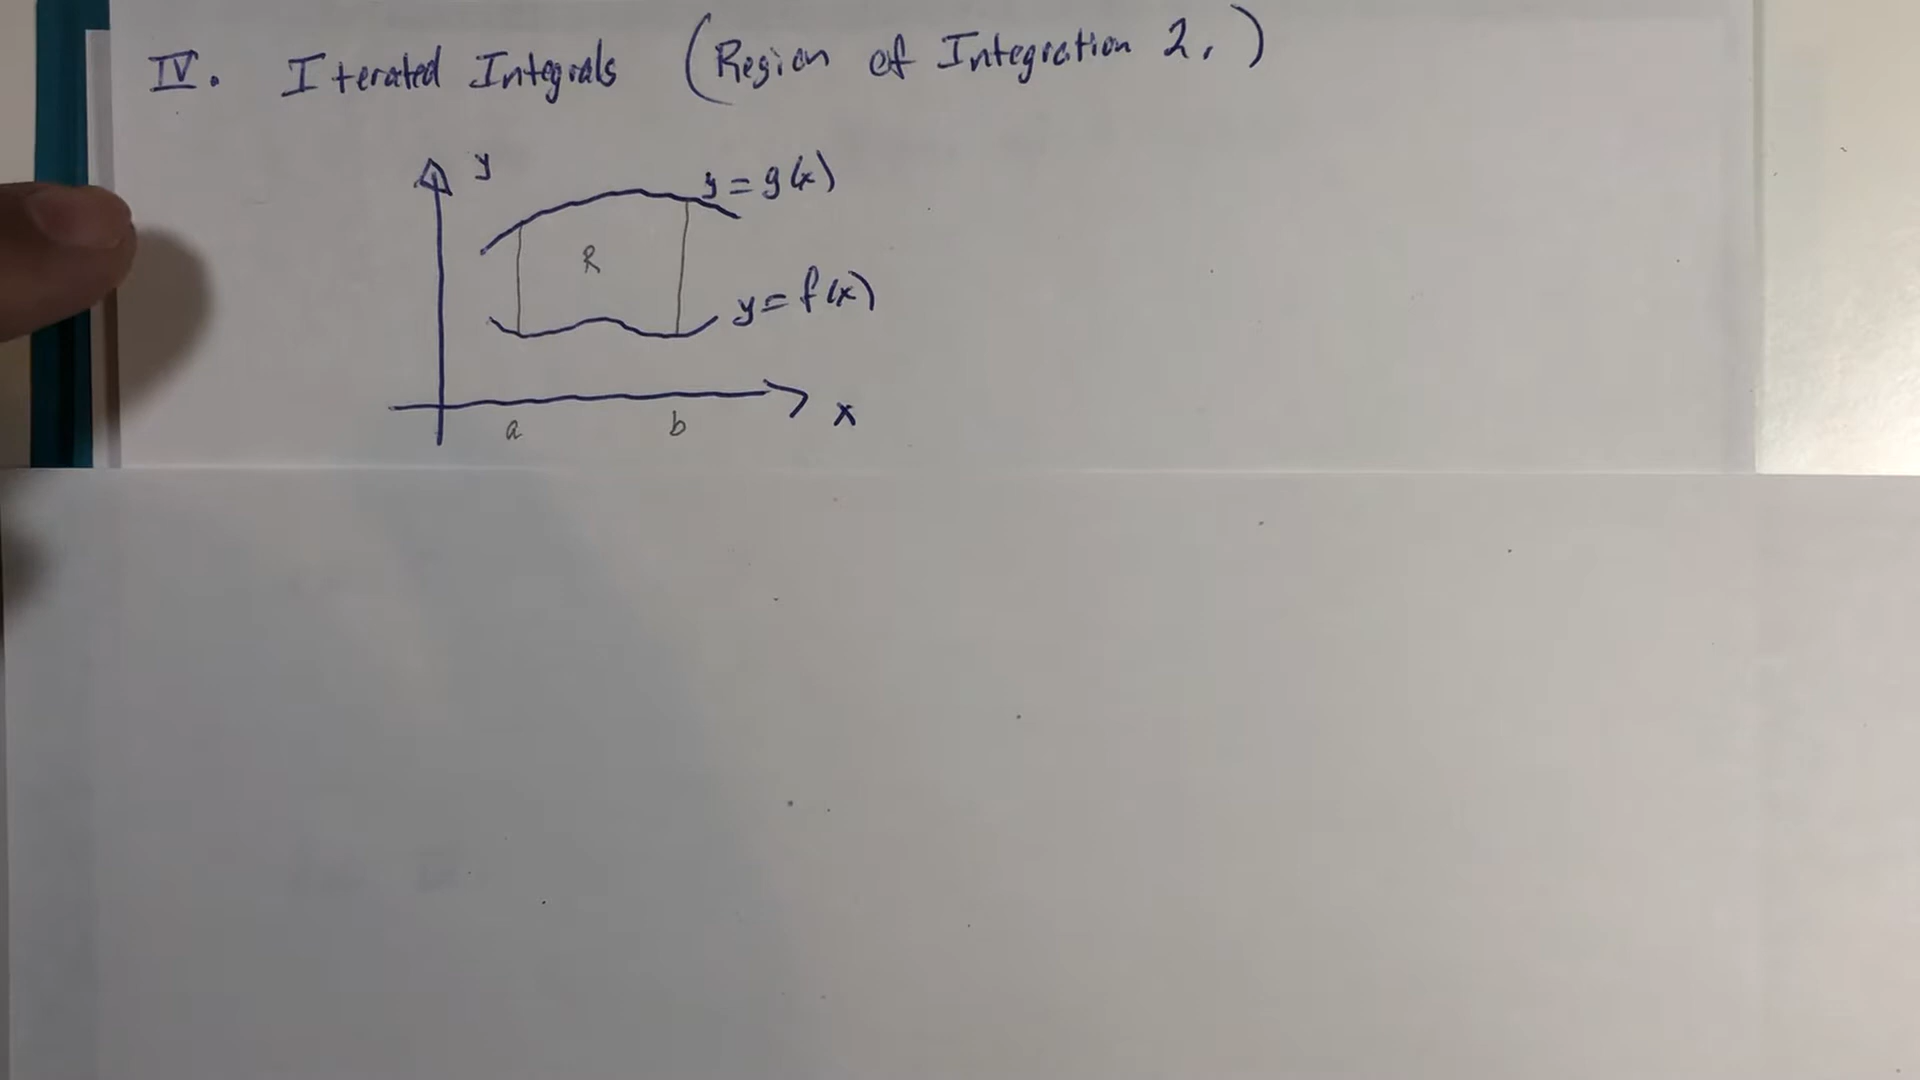 IV. Iterated Integrals (Region of Integration 2.)
y
y = g(x)
R
y = f(x)
a b x